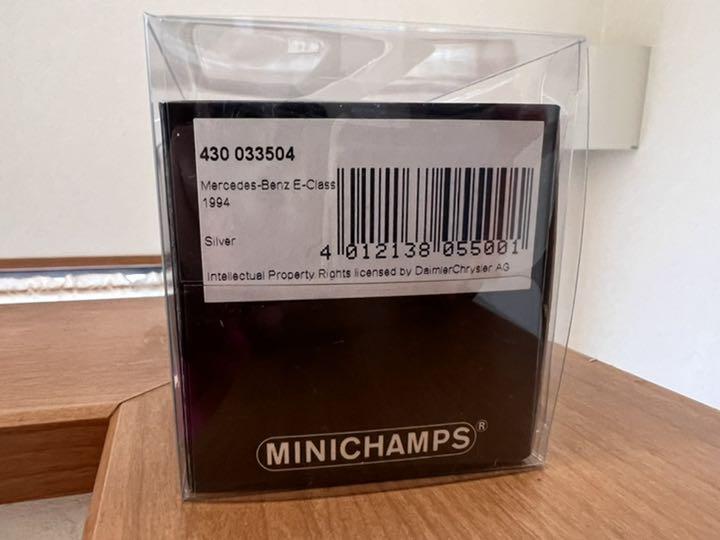 430 033504
Mercedes-Benz E-Class
1994
Silver
4 012138 055001
Intellectual Property Rights licensed by DaimlerChrysler AG
MINICHAMPS®